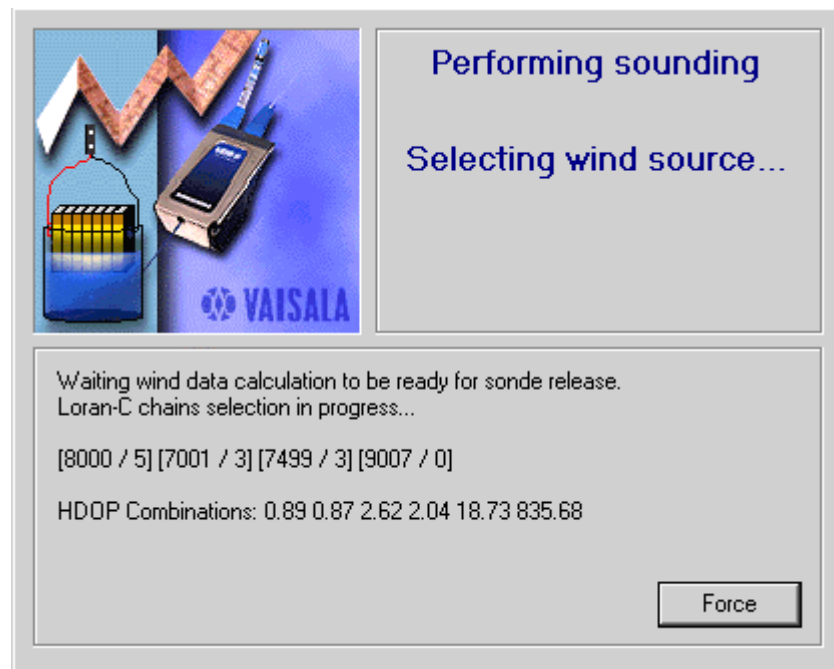 Performing sounding
Selecting wind source...
VAISALA
Waiting wind data calculation to be ready for sonde release.
Loran-C chains selection in progress...
[8000 / 5] [7001 / 3] [7499 / 3] [9007 / 0]
HDOP Combinations: 0.89 0.87 2.62 2.04 18.73 835.68
Force